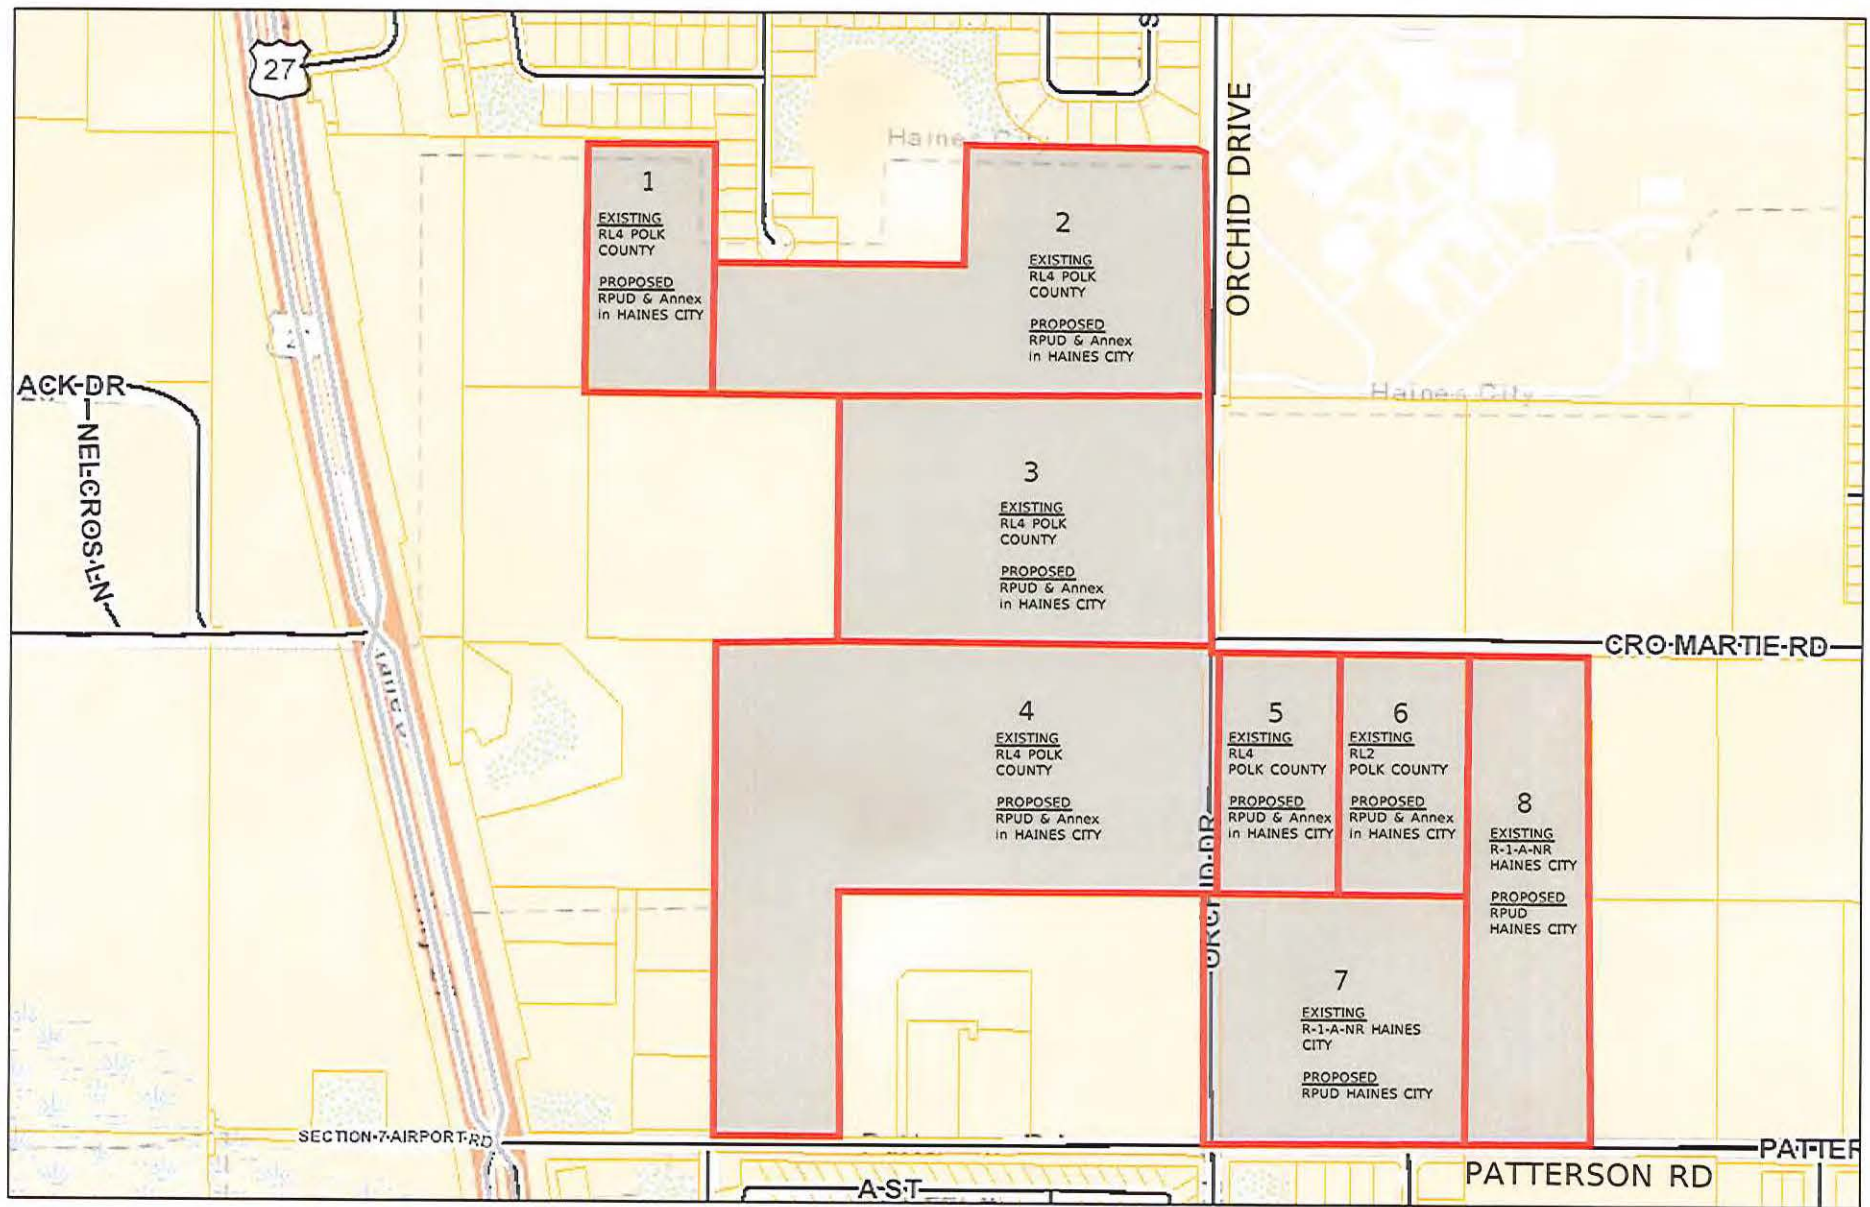 27
Haines City
ORCHID DRIVE
1
EXISTING
RL4 POLK
COUNTY
PROPOSED
RPUD & Annex
in HAINES CITY
2
EXISTING
RL4 POLK
COUNTY
PROPOSED
RPUD & Annex
in HAINES CITY
ACK-DR
NEL-CROS-LN
Haines City
3
EXISTING
RL4 POLK
COUNTY
PROPOSED
RPUD & Annex
in HAINES CITY
CRO-MARTIE-RD
4
EXISTING
RL4 POLK
COUNTY
PROPOSED
RPUD & Annex
in HAINES CITY
5
EXISTING
RL4
POLK COUNTY
PROPOSED
RPUD & Annex
in HAINES CITY
6
EXISTING
RL2
POLK COUNTY
PROPOSED
RPUD & Annex
in HAINES CITY
8
EXISTING
R-1-A-NR
HAINES CITY
PROPOSED
RPUD
HAINES CITY
7
EXISTING
R-1-A-NR HAINES
CITY
PROPOSED
RPUD HAINES CITY
SECTION-7-AIRPORT-RD
PATTER
PATTERSON RD
A-ST